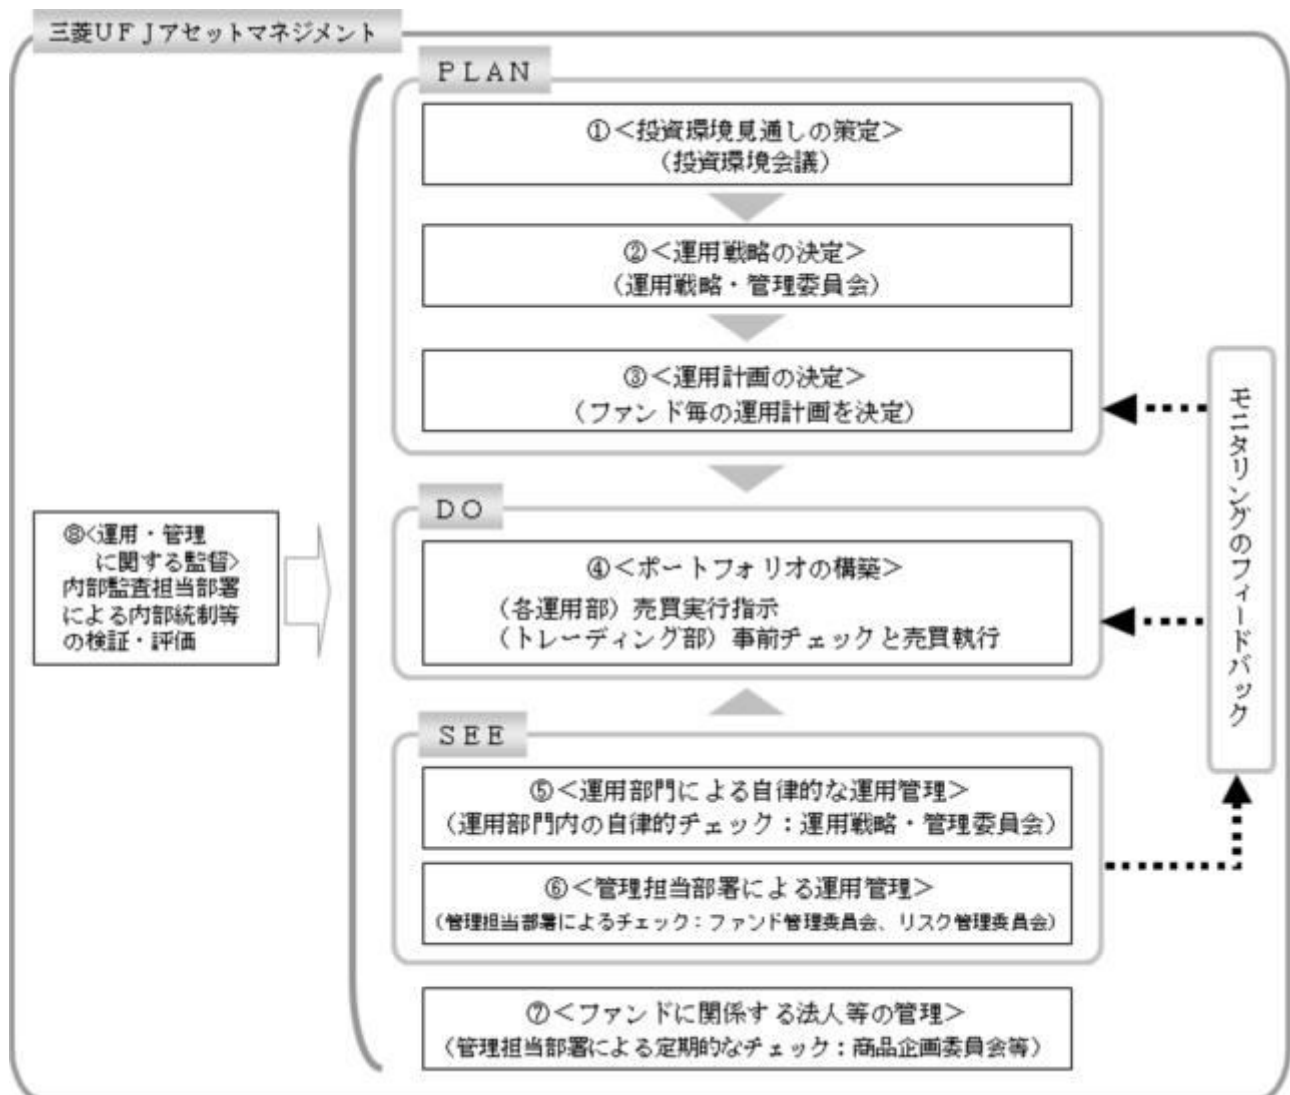 三菱ＵＦＪアセットマネジメント
ＰＬＡＮ
①＜投資環境見通しの策定＞
（投資環境会議）
②＜運用戦略の決定＞
（運用戦略・管理委員会）
③＜運用計画の決定＞
（ファンド毎の運用計画を決定）
ＤＯ
④＜ポートフォリオの構築＞
（各運用部）売買実行指示
（トレーディング部）事前チェックと売買執行
ＳＥＥ
⑤＜運用部門による自律的な運用管理＞
（運用部門内の自律的チェック：運用戦略・管理委員会）
⑥＜管理担当部署による運用管理＞
（管理担当部署によるチェック：ファンド管理委員会、リスク管理委員会）
⑦＜ファンドに関係する法人等の管理＞
（管理担当部署による定期的なチェック：商品企画委員会等）
⑧＜運用・管理
に関する監督＞
内部監査担当部署
による内部統制等
の検証・評価
モニタリングのフィードバック